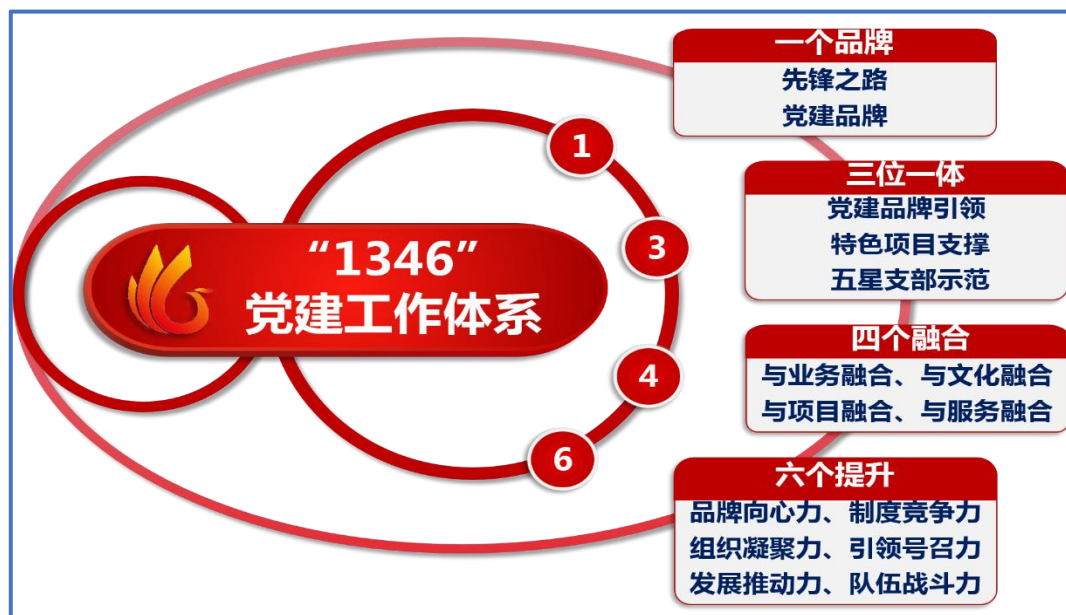 “1346”
党建工作体系
1
3
4
6
一个品牌
先锋之路
党建品牌
三位一体
党建品牌引领
特色项目支撑
五星支部示范
四个融合
与业务融合、与文化融合
与项目融合、与服务融合
六个提升
品牌向心力、制度竞争力
组织凝聚力、引领号召力
发展推动力、队伍战斗力